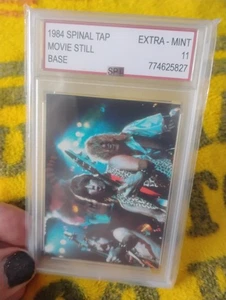 1984 SPINAL TAP
MOVIE STILL
BASE
EXTRA - MINT
11
774625827